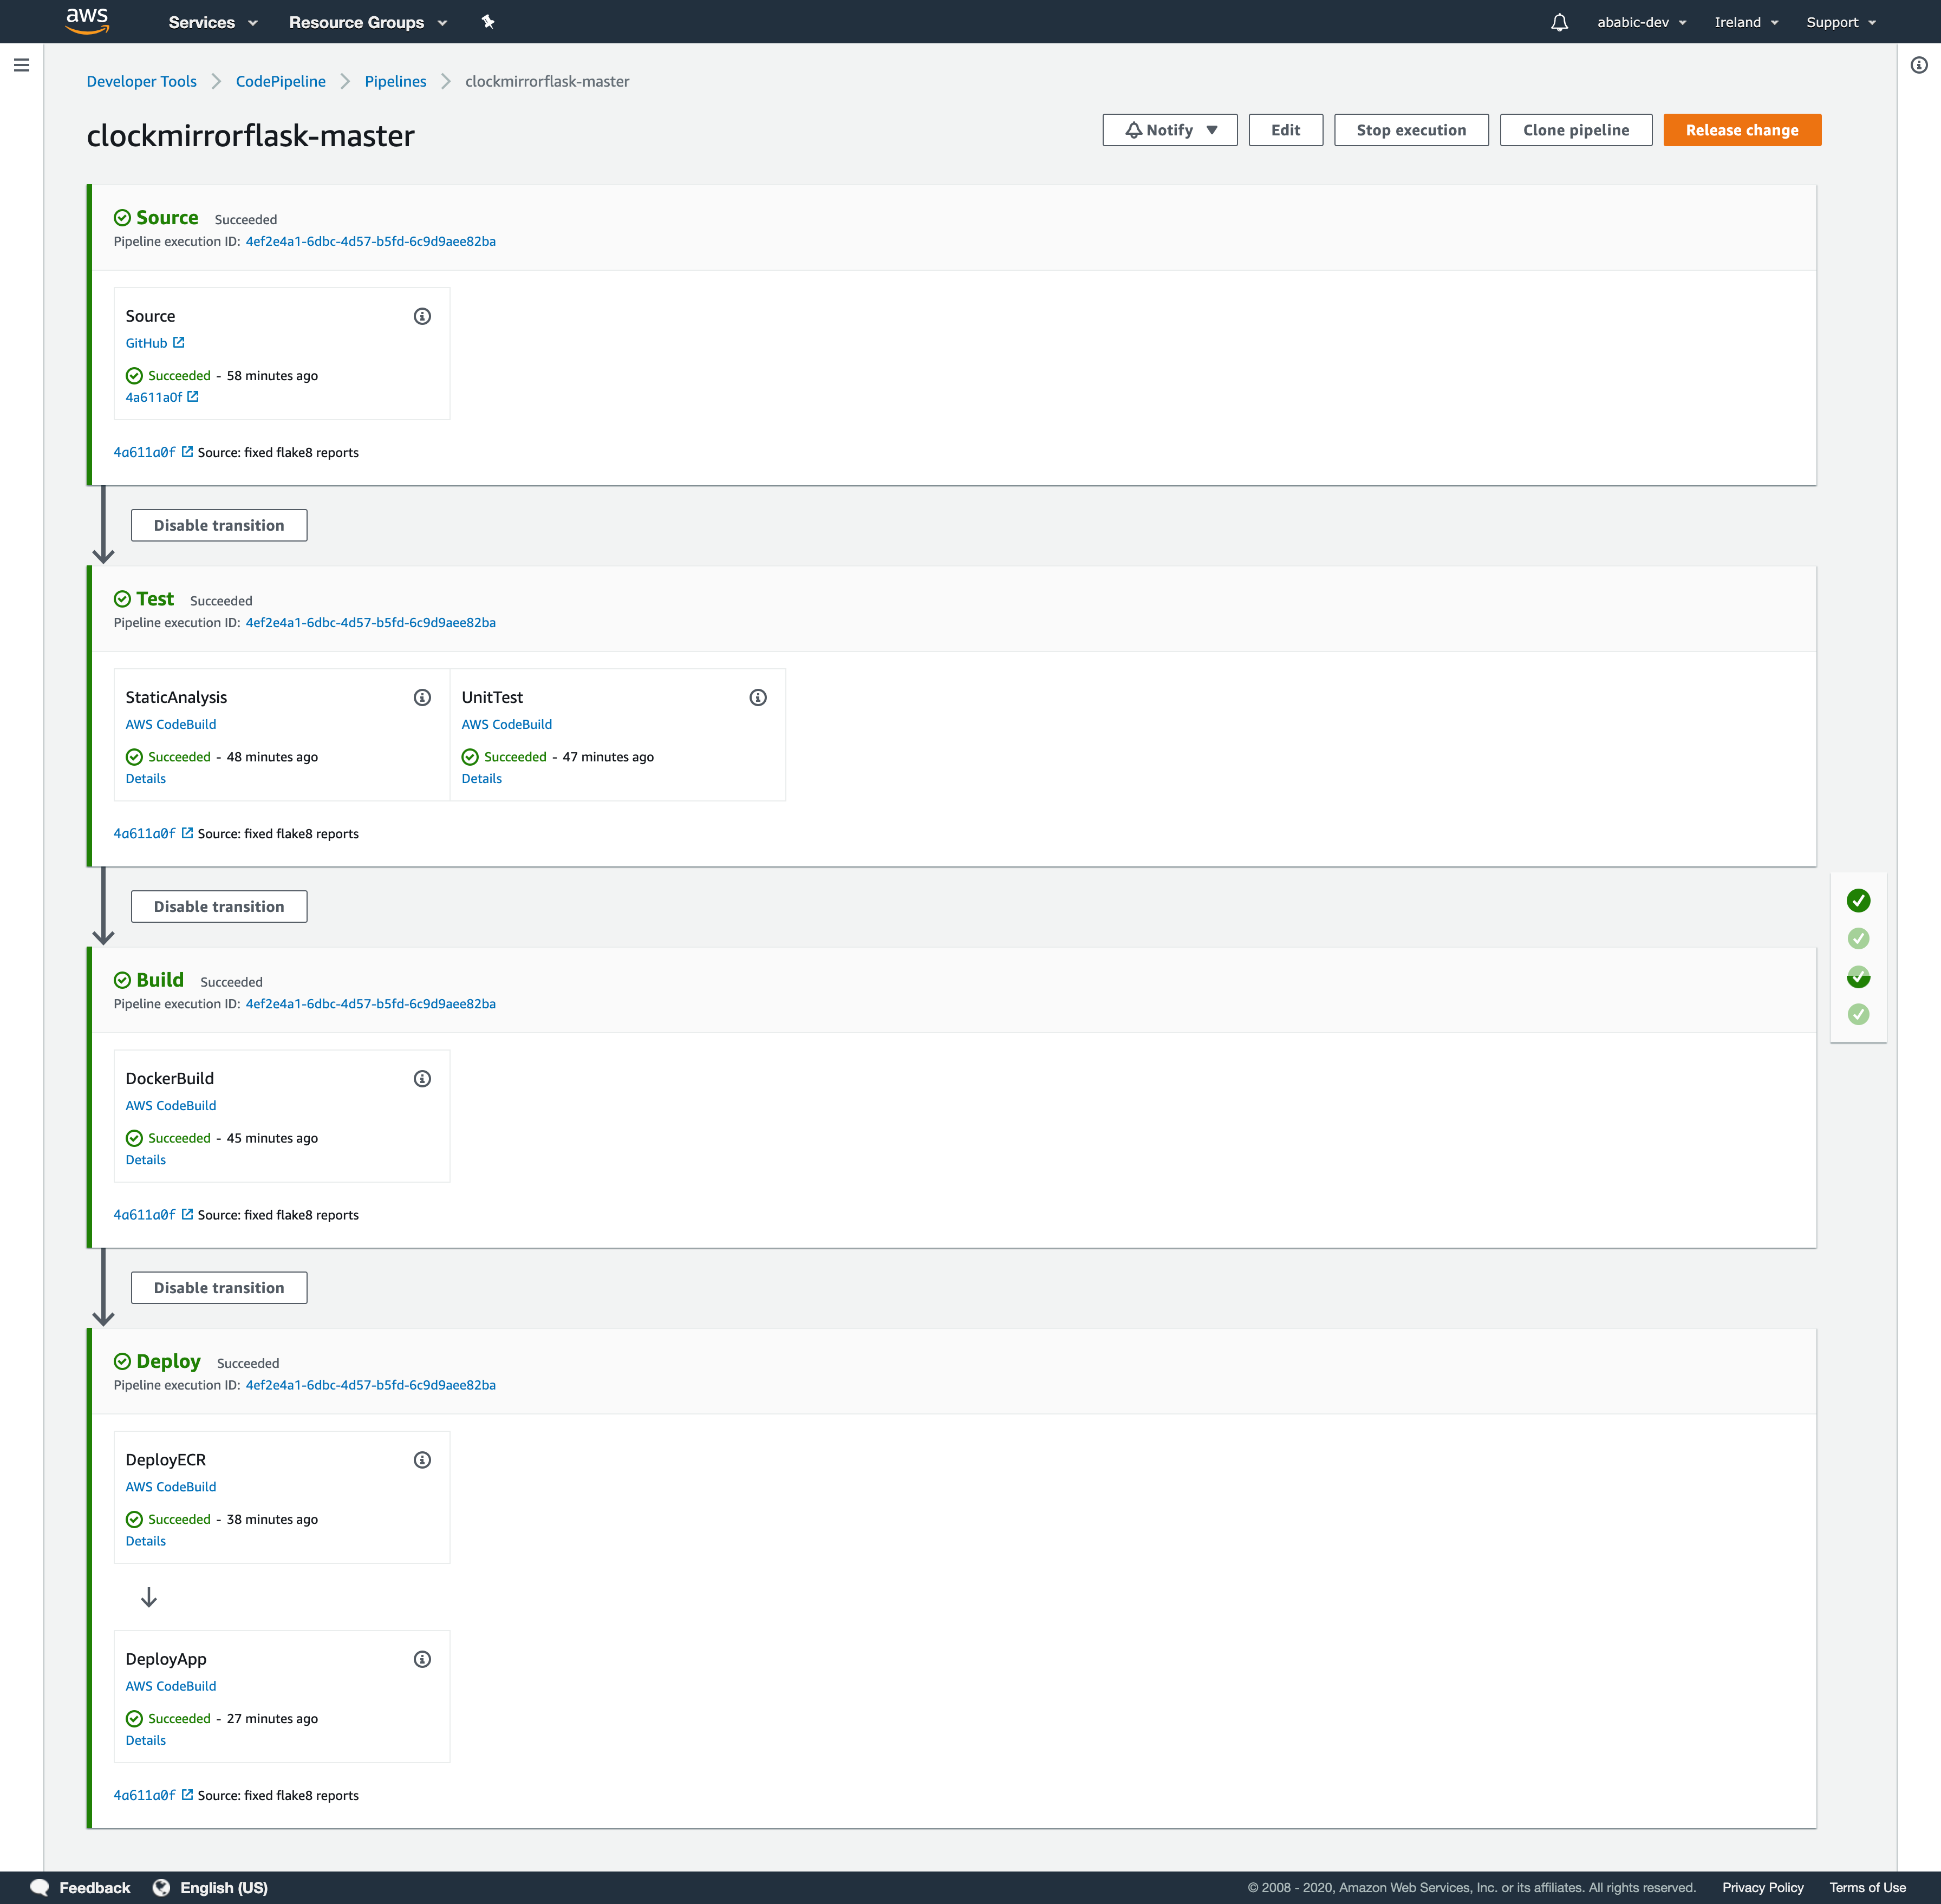 aws Services Resource Groups ababic-dev Ireland Support
Developer Tools CodePipeline Pipelines clockmirrorflask-master
clockmirrorflask-master Notify Edit Stop execution Clone pipeline Release change
Source Succeeded
Pipeline execution ID: 4ef2e4a1-6dbc-4d57-b5fd-6c9d9aee82ba
Source
GitHub
Succeeded - 58 minutes ago
4a611a0f
4a611a0f Source: fixed flake8 reports
Disable transition
Test Succeeded
Pipeline execution ID: 4ef2e4a1-6dbc-4d57-b5fd-6c9d9aee82ba
StaticAnalysis
AWS CodeBuild
Succeeded - 48 minutes ago
Details
UnitTest
AWS CodeBuild
Succeeded - 47 minutes ago
Details
4a611a0f Source: fixed flake8 reports
Disable transition
Build Succeeded
Pipeline execution ID: 4ef2e4a1-6dbc-4d57-b5fd-6c9d9aee82ba
DockerBuild
AWS CodeBuild
Succeeded - 45 minutes ago
Details
4a611a0f Source: fixed flake8 reports
Disable transition
Deploy Succeeded
Pipeline execution ID: 4ef2e4a1-6dbc-4d57-b5fd-6c9d9aee82ba
DeployECR
AWS CodeBuild
Succeeded - 38 minutes ago
Details
DeployApp
AWS CodeBuild
Succeeded - 27 minutes ago
Details
4a611a0f Source: fixed flake8 reports
Feedback English (US) © 2008 - 2020, Amazon Web Services, Inc. or its affiliates. All rights reserved. Privacy Policy Terms of Use